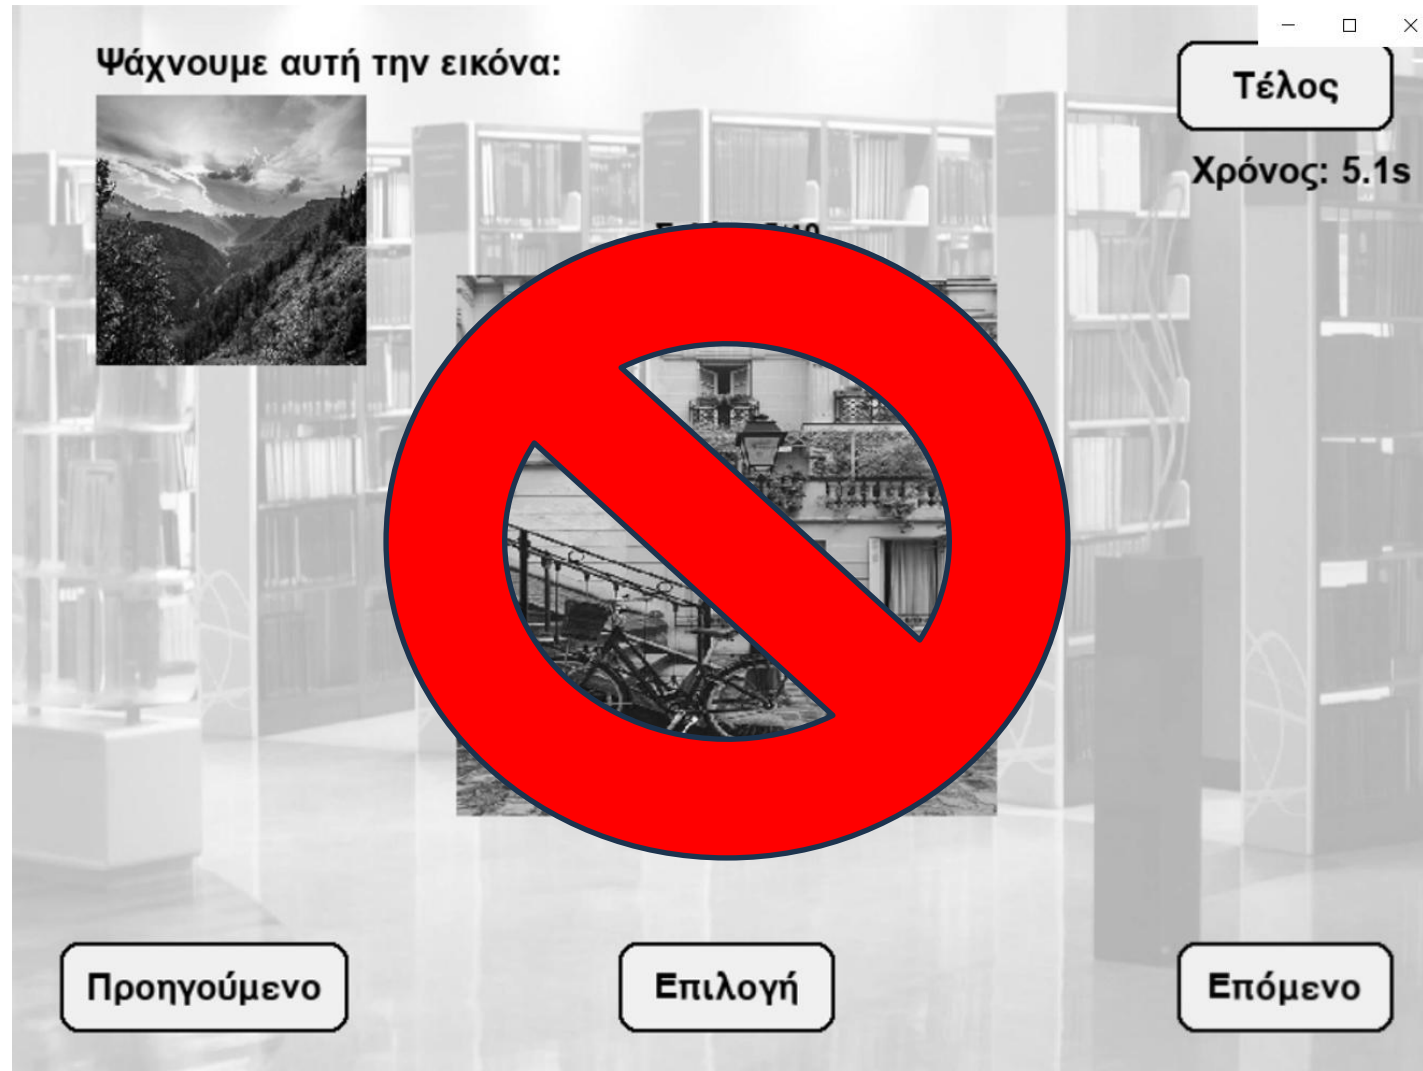 Ψάχνουμε αυτή την εικόνα:
Τέλος
Χρόνος: 5.1s
Προηγούμενο
Επιλογή
Επόμενο